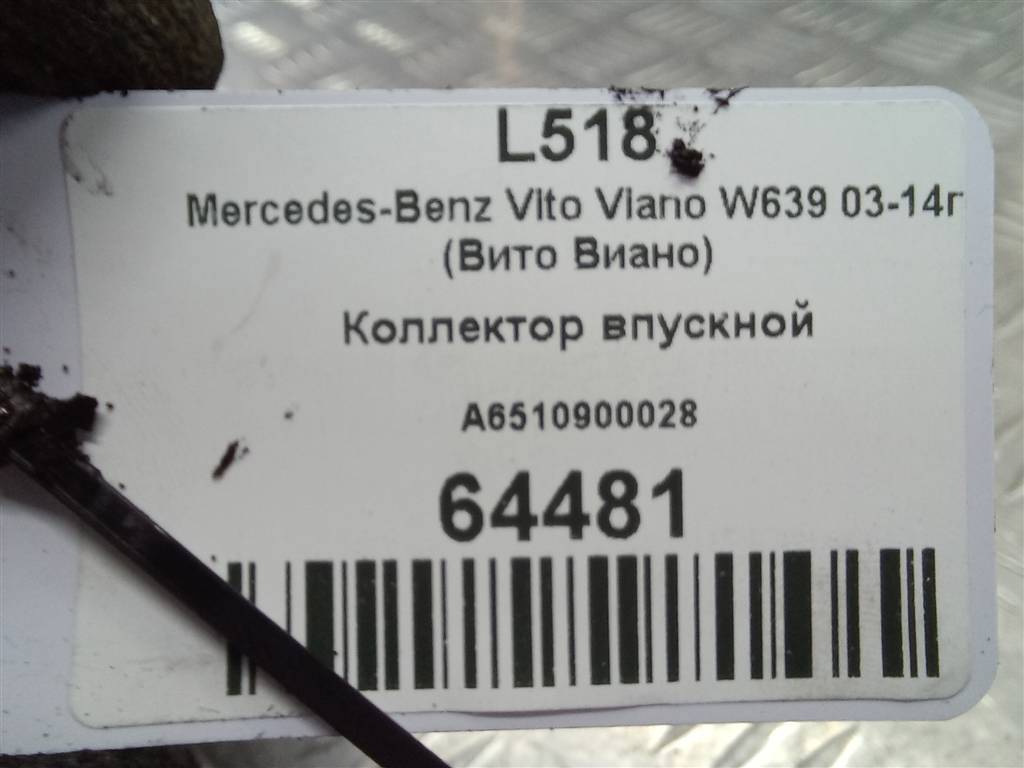 L518
Mercedes-Benz Vito Viano W639 03-14г
(Вито Виано)
Коллектор впускной
A6510900028
64481